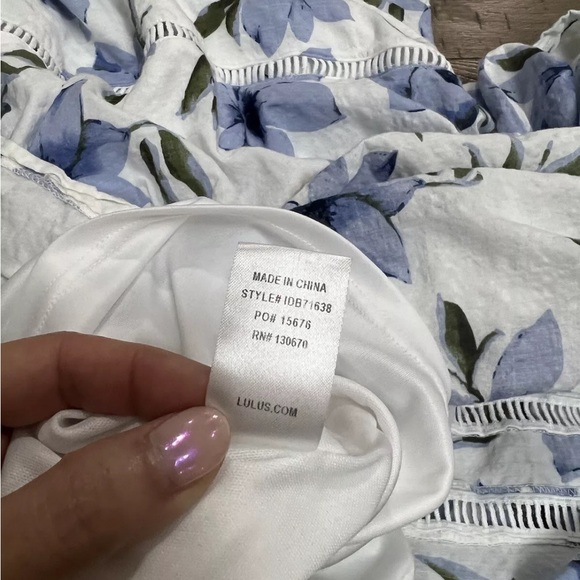 MADE IN CHINA
STYLE# IDB71638
PO# 15676
RN# 130670
LULUS.COM